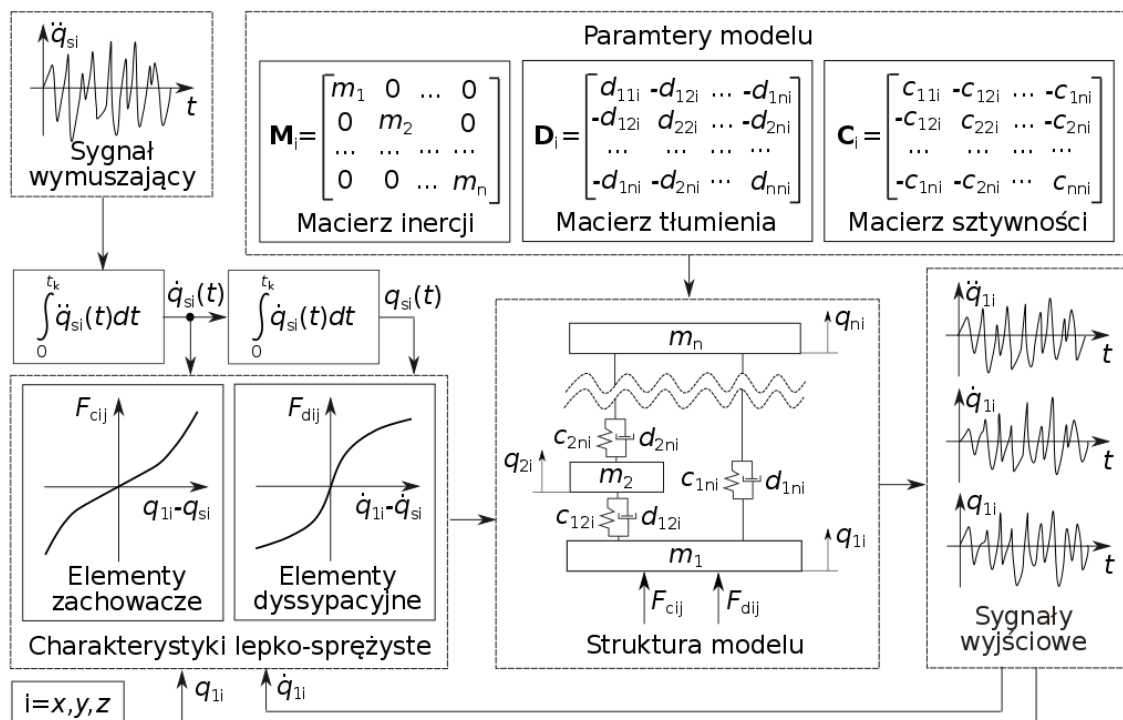 q̈si
t
Sygnał
wymuszający
Paramtery modelu
Mi= m1 0 ... 0
0 m2 0
... ... ... ...
0 0 ... mn
Macierz inercji
Di= d11i -d12i ... -d1ni
-d12i d22i ... -d2ni
... ... ... ...
-d1ni -d2ni ... dnni
Macierz tłumienia
Ci= c11i -c12i ... -c1ni
-c12i c22i ... -c2ni
... ... ... ...
-c1ni -c2ni ... cnni
Macierz sztywności
tk
∫q̈si(t)dt
0
q̇si(t)
tk
∫q̇si(t)dt
0
qsi(t)
Fcij
q1i-qsi
Elementy
zachowacze
Fdij
q̇1i-q̇si
Elementy
dyssypacyjne
Charakterystyki lepko-sprężyste
mn
qni
c2ni d2ni
q2i
m2
c1ni d1ni
c12i d12i
m1
q1i
Fcij Fdij
Struktura modelu
q̈1i
t
q̇1i
t
q1i
t
Sygnały
wyjściowe
i=x,y,z
q1i
q̇1i